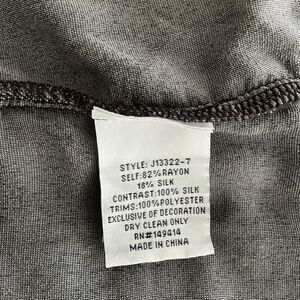 STYLE: J13322-7
SELF:82%RAYON
18% SILK
CONTRAST:100% SILK
TRIMS:100%POLYESTER
EXCLUSIVE OF DECORATION
DRY CLEAN ONLY
RN#149414
MADE IN CHINA